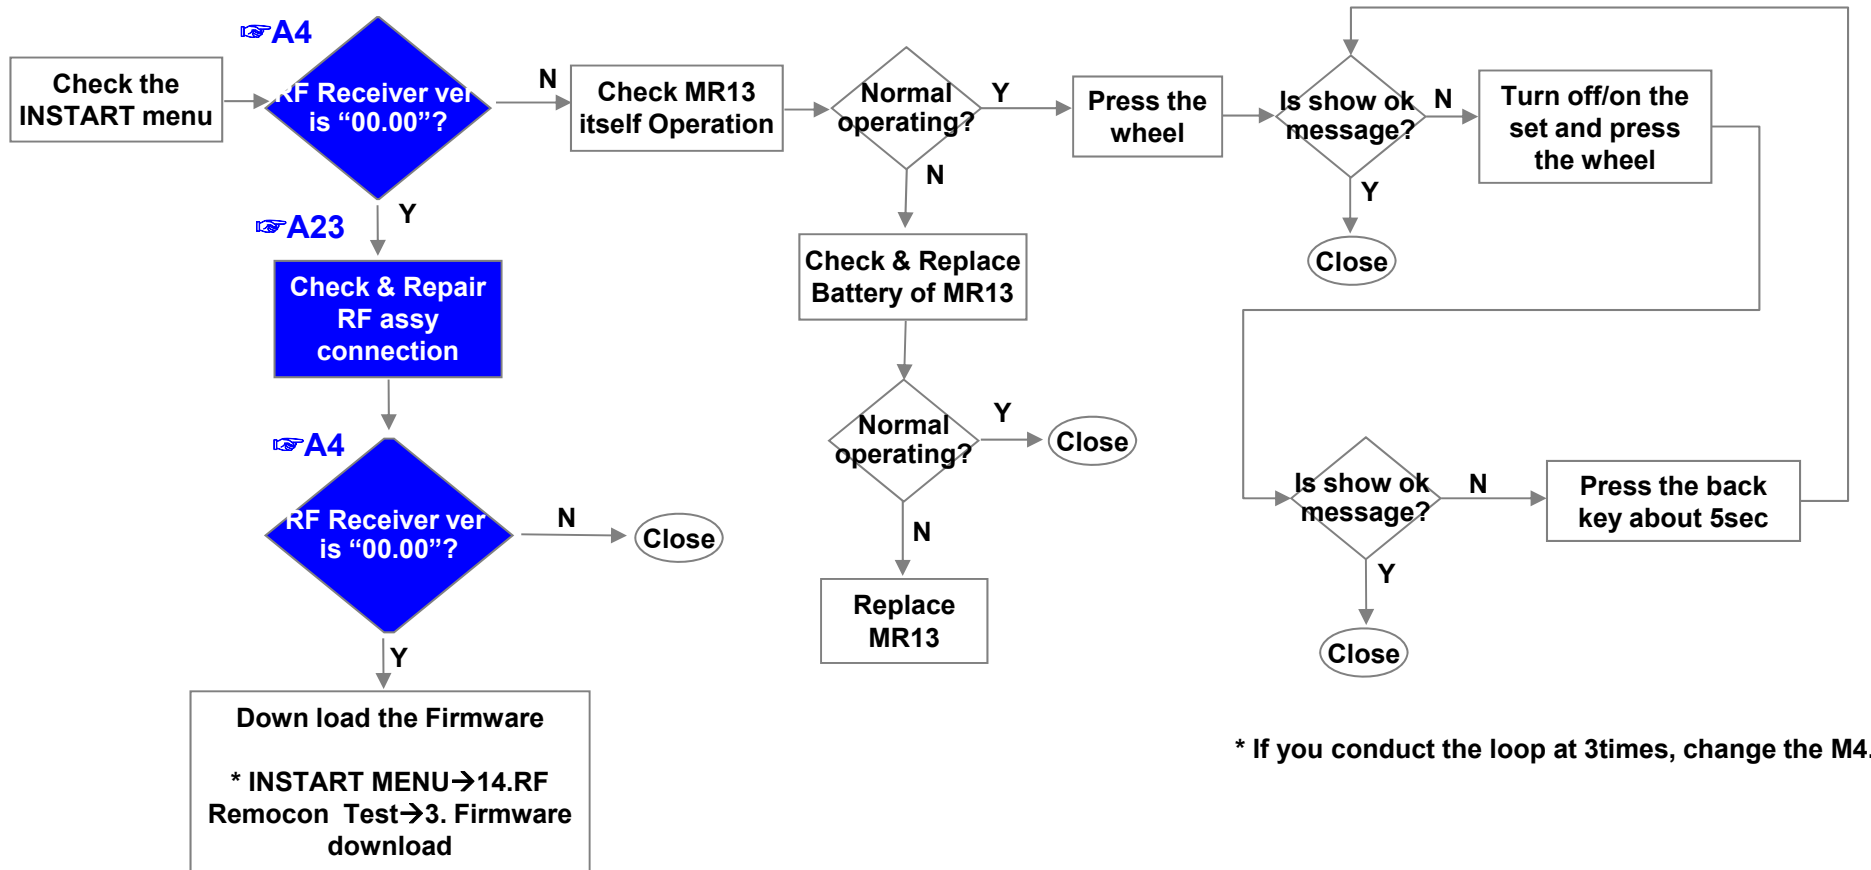 ☞A4
Check the
INSTART menu
RF Receiver ver
is “00.00”?
N
Check MR13
itself Operation
Normal
operating?
Y
Press the
wheel
Is show ok
message?
N
Turn off/on the
set and press
the wheel
Y
☞A23
N
Y
Close
Check & Repair
RF assy
connection
Check & Replace
Battery of MR13
☞A4
RF Receiver ver
is “00.00”?
N
Close
Normal
operating?
Y
Close
Is show ok
message?
N
Press the back
key about 5sec
N
Y
Replace
MR13
Close
Y
Down load the Firmware
* INSTART MENU→14.RF
Remocon Test→3. Firmware
download
* If you conduct the loop at 3times, change the M4.